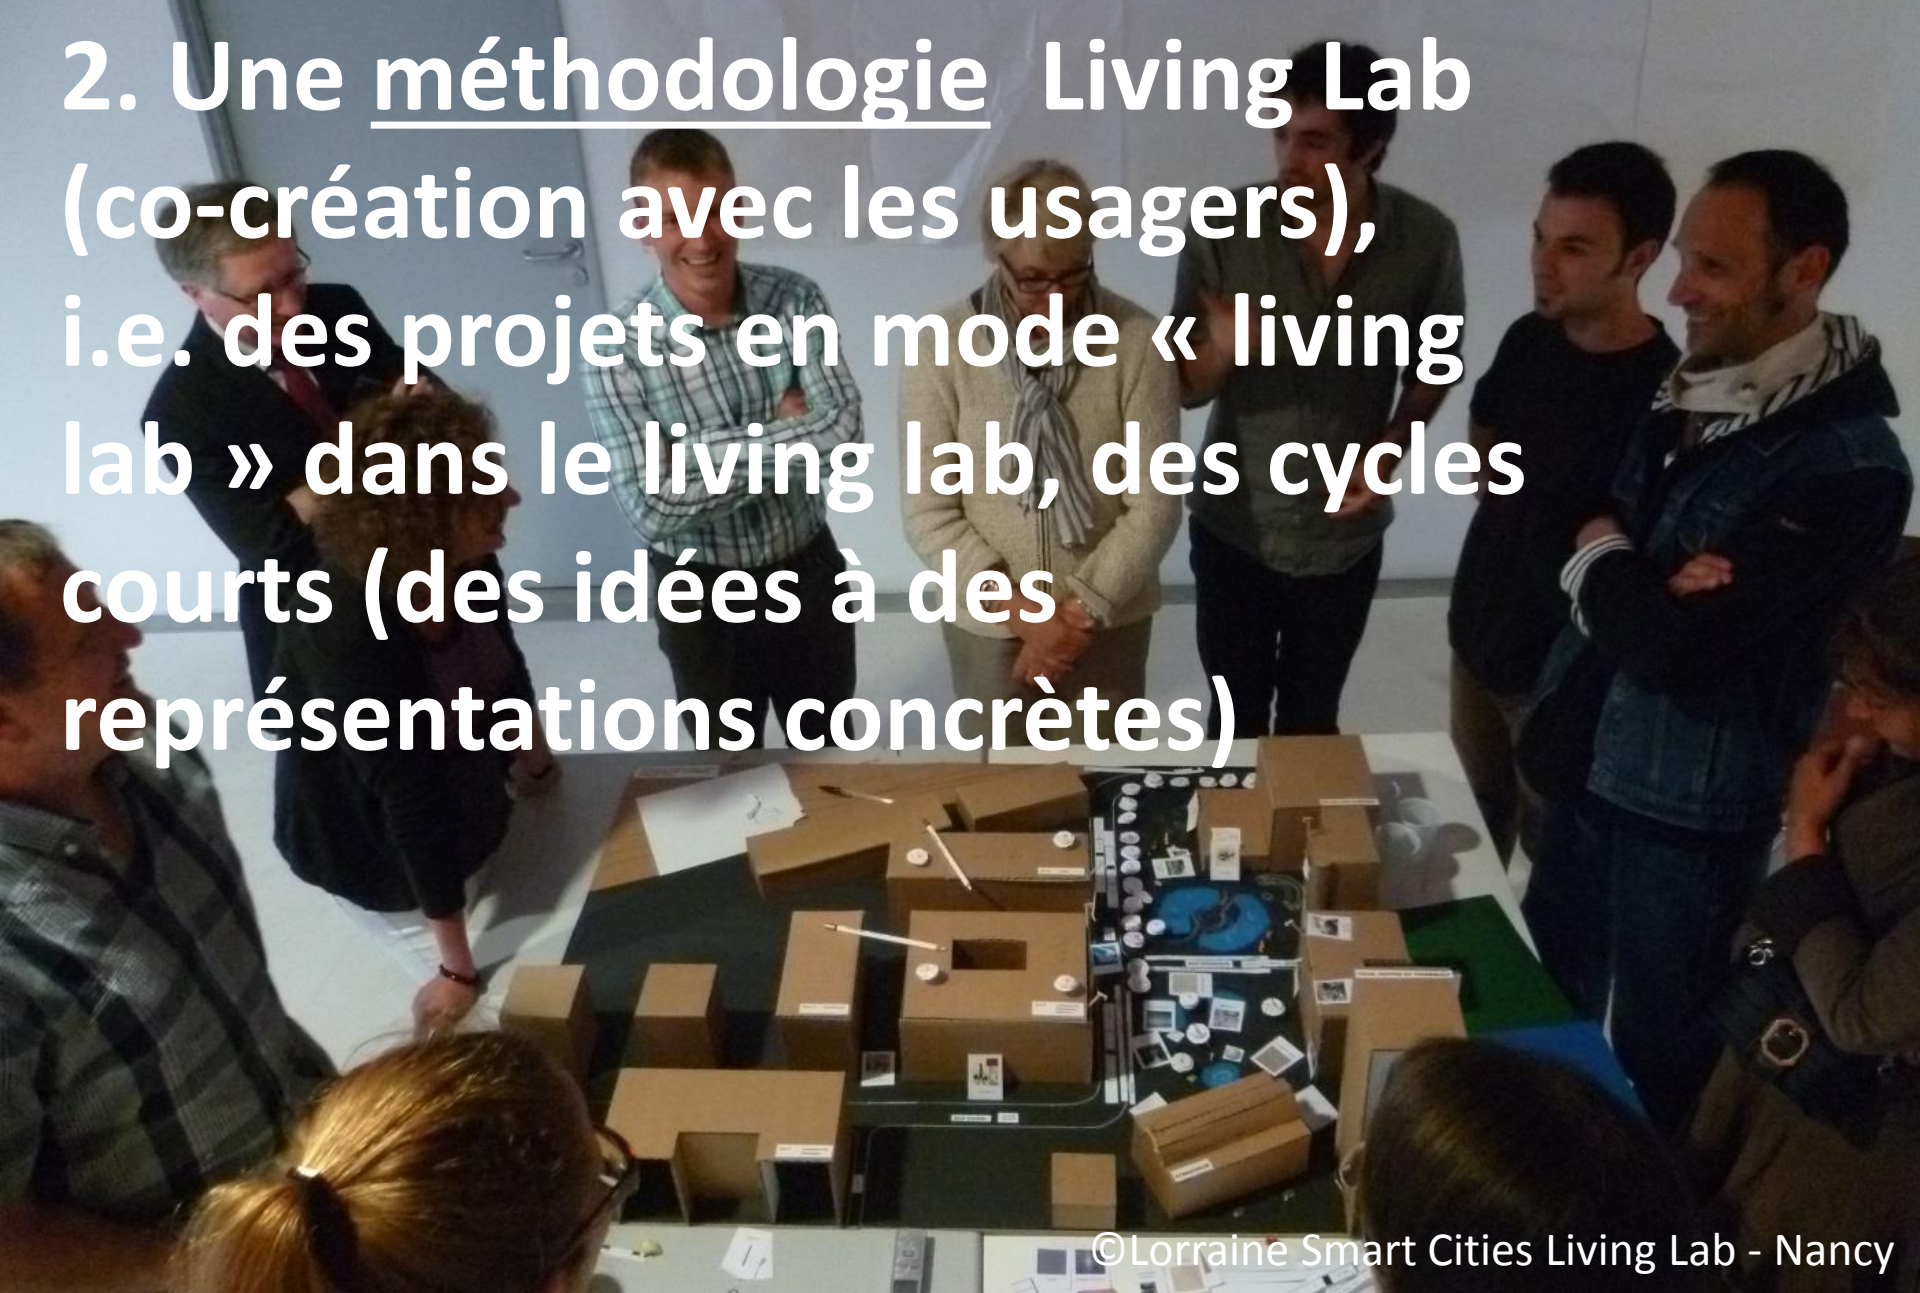 2. Une méthodologie Living Lab
(co-création avec les usagers),
i.e. des projets en mode « living
lab » dans le living lab, des cycles
courts (des idées à des
représentations concrètes)
©Lorraine Smart Cities Living Lab - Nancy